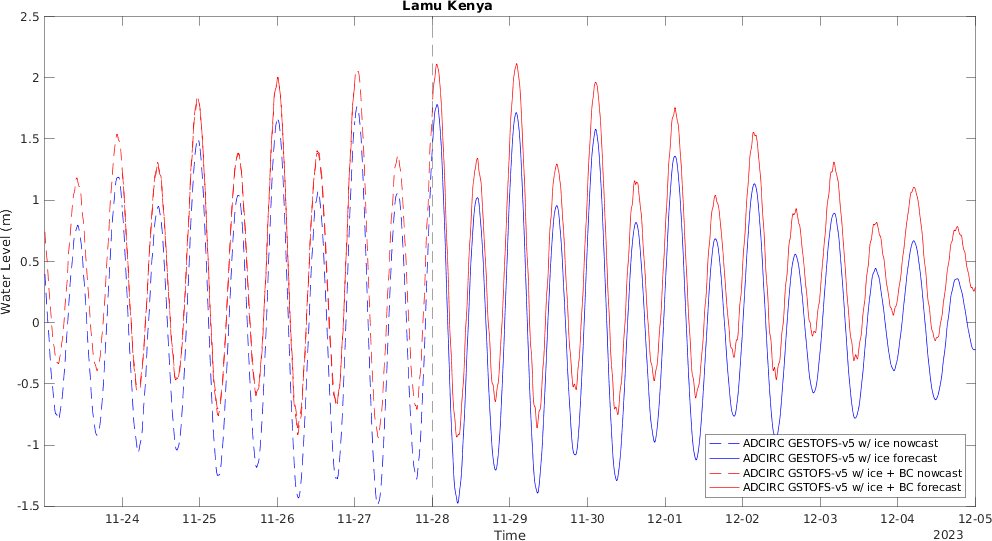 Lamu Kenya
Water Level (m)
2.5
2
1.5
1
0.5
0
-0.5
-1
-1.5
ADCIRC GESTOFS-v5 w/ ice nowcast
ADCIRC GESTOFS-v5 w/ ice forecast
ADCIRC GSTOFS-v5 w/ ice + BC nowcast
ADCIRC GSTOFS-v5 w/ ice + BC forecast
11-24 11-25 11-26 11-27 11-28 11-29 11-30 12-01 12-02 12-03 12-04 12-05
Time
2023